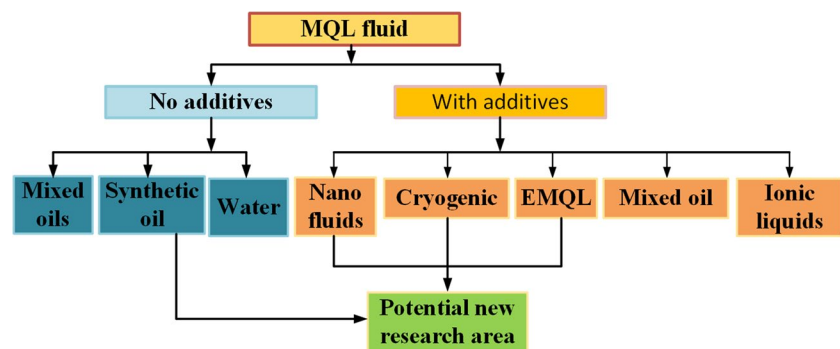 MQL fluid
No additives
With additives
Mixed
oils
Synthetic
oil
Water
Nano
fluids
Cryogenic
EMQL
Mixed oil
Ionic
liquids
Potential new
research area